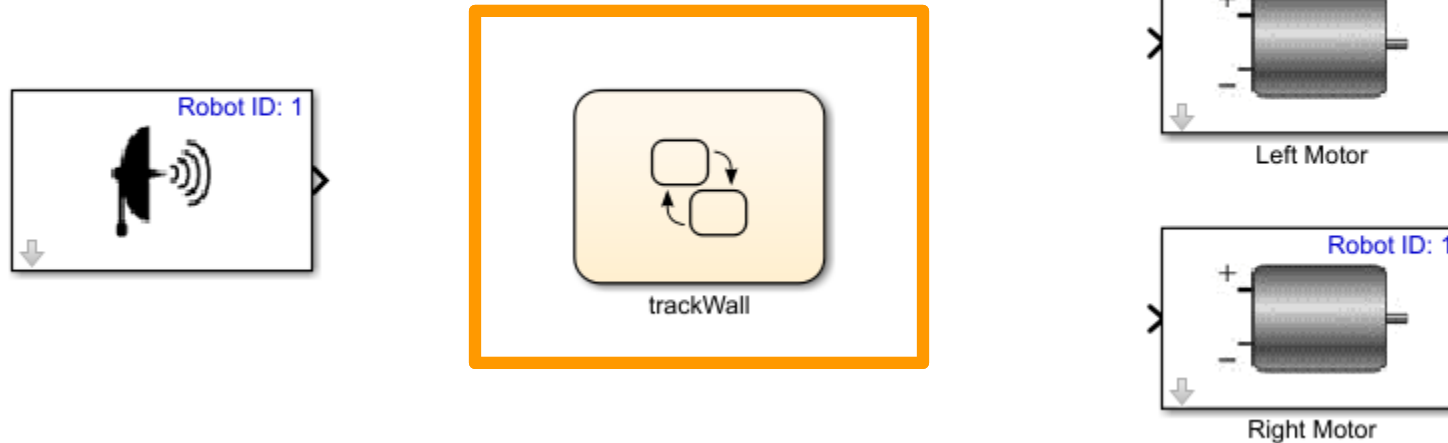 Robot ID: 1
trackWall
+
−
Left Motor
Robot ID: 1
+
−
Right Motor